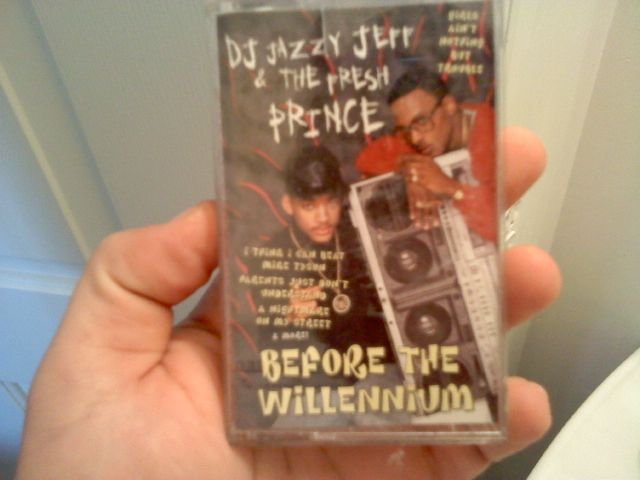 DJ JAZZY JEFF
& THE FRESH
PRINCE
GIRLS
AIN'T
NOTHING
BUT
TROUBLE
I THINK I CAN BEAT
MIKE TYSON
PARENTS JUST DON'T
UNDERSTAND
A NIGHTMARE
ON MY STREET
& MORE!
BEFORE THE
WILLENNIUM